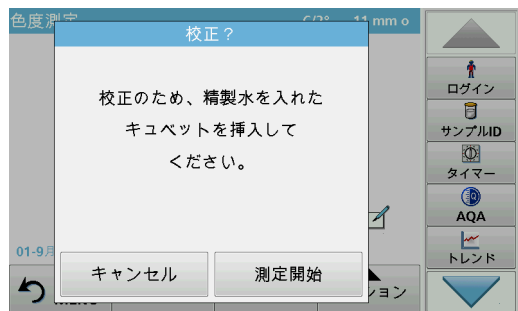 色度測定 C/2° 11 mm o
校正？
校正のため、精製水を入れた
キュベットを挿入して
ください。
キャンセル
測定開始
01-9月
MENU
ション
ログイン
サンプルID
タイマー
AQA
トレンド